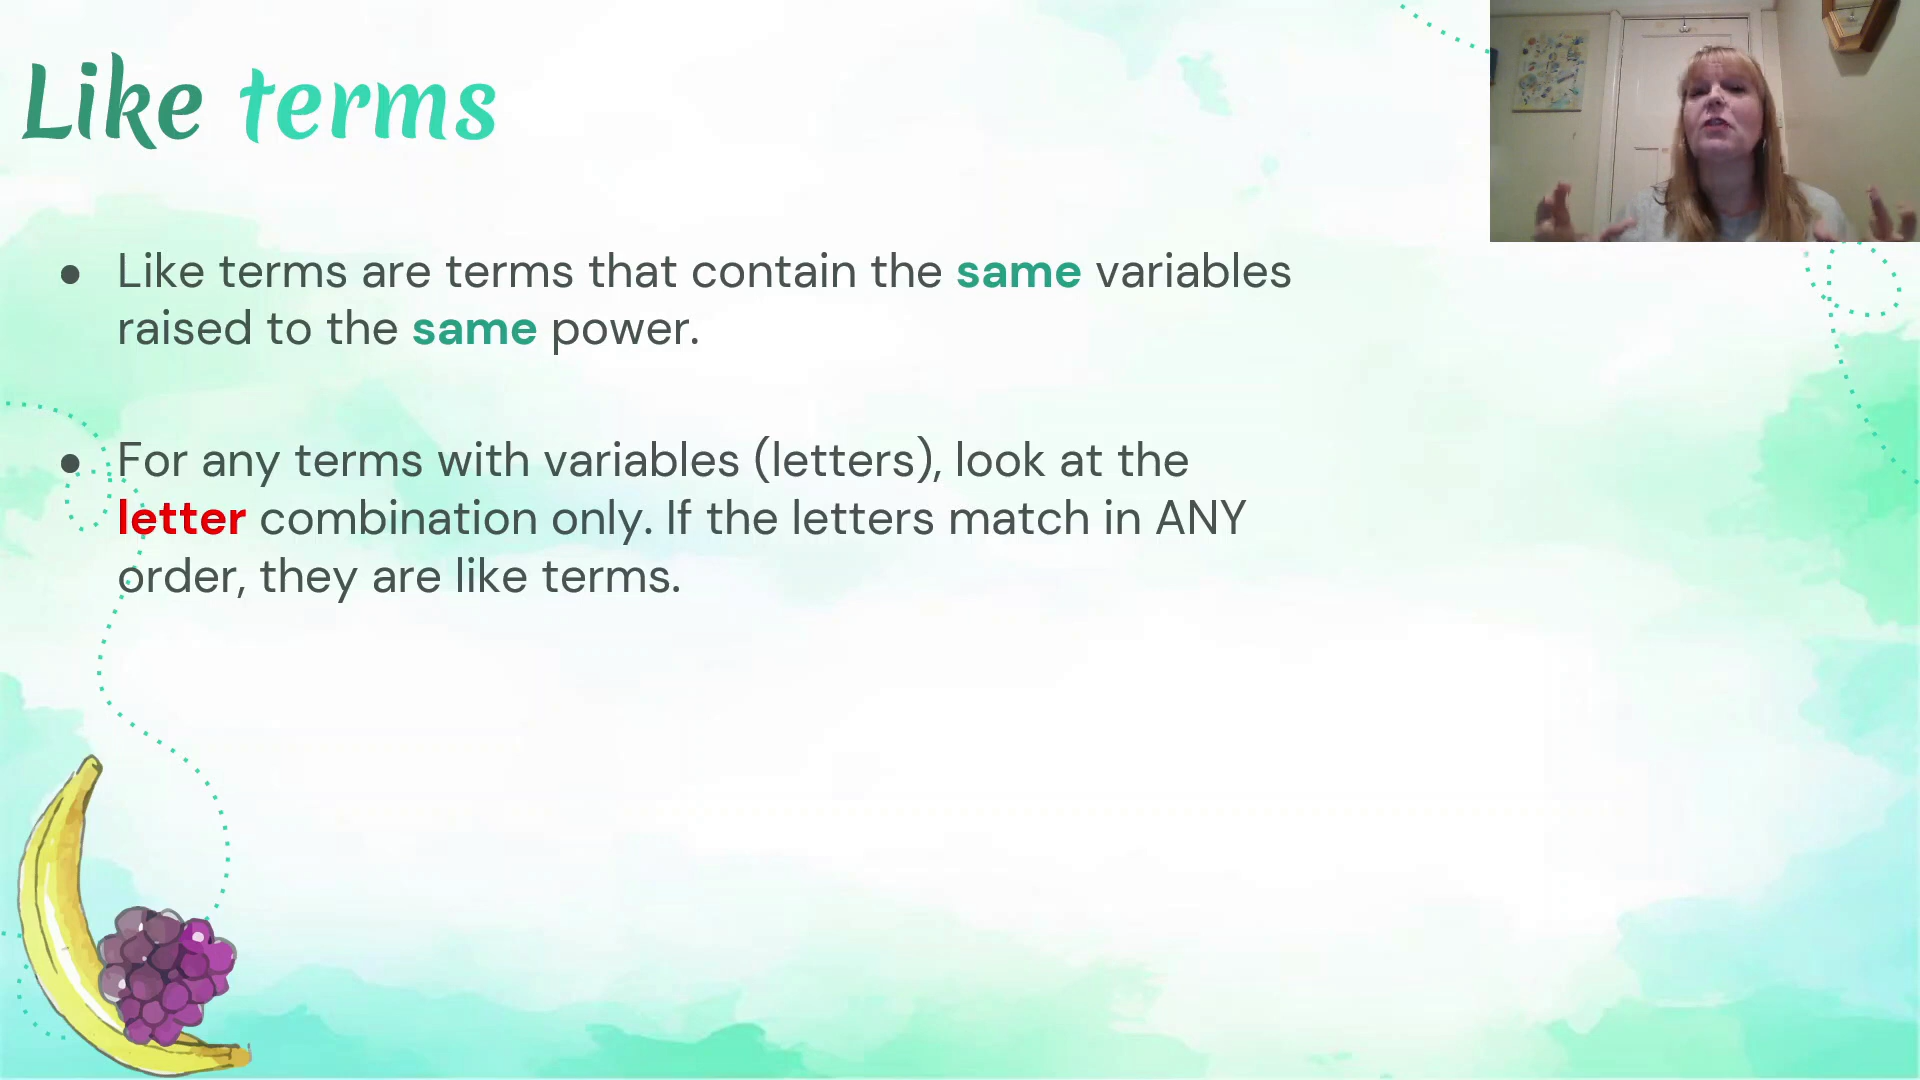 Like terms
● Like terms are terms that contain the same variables
raised to the same power.
● For any terms with variables (letters), look at the
letter combination only. If the letters match in ANY
order, they are like terms.